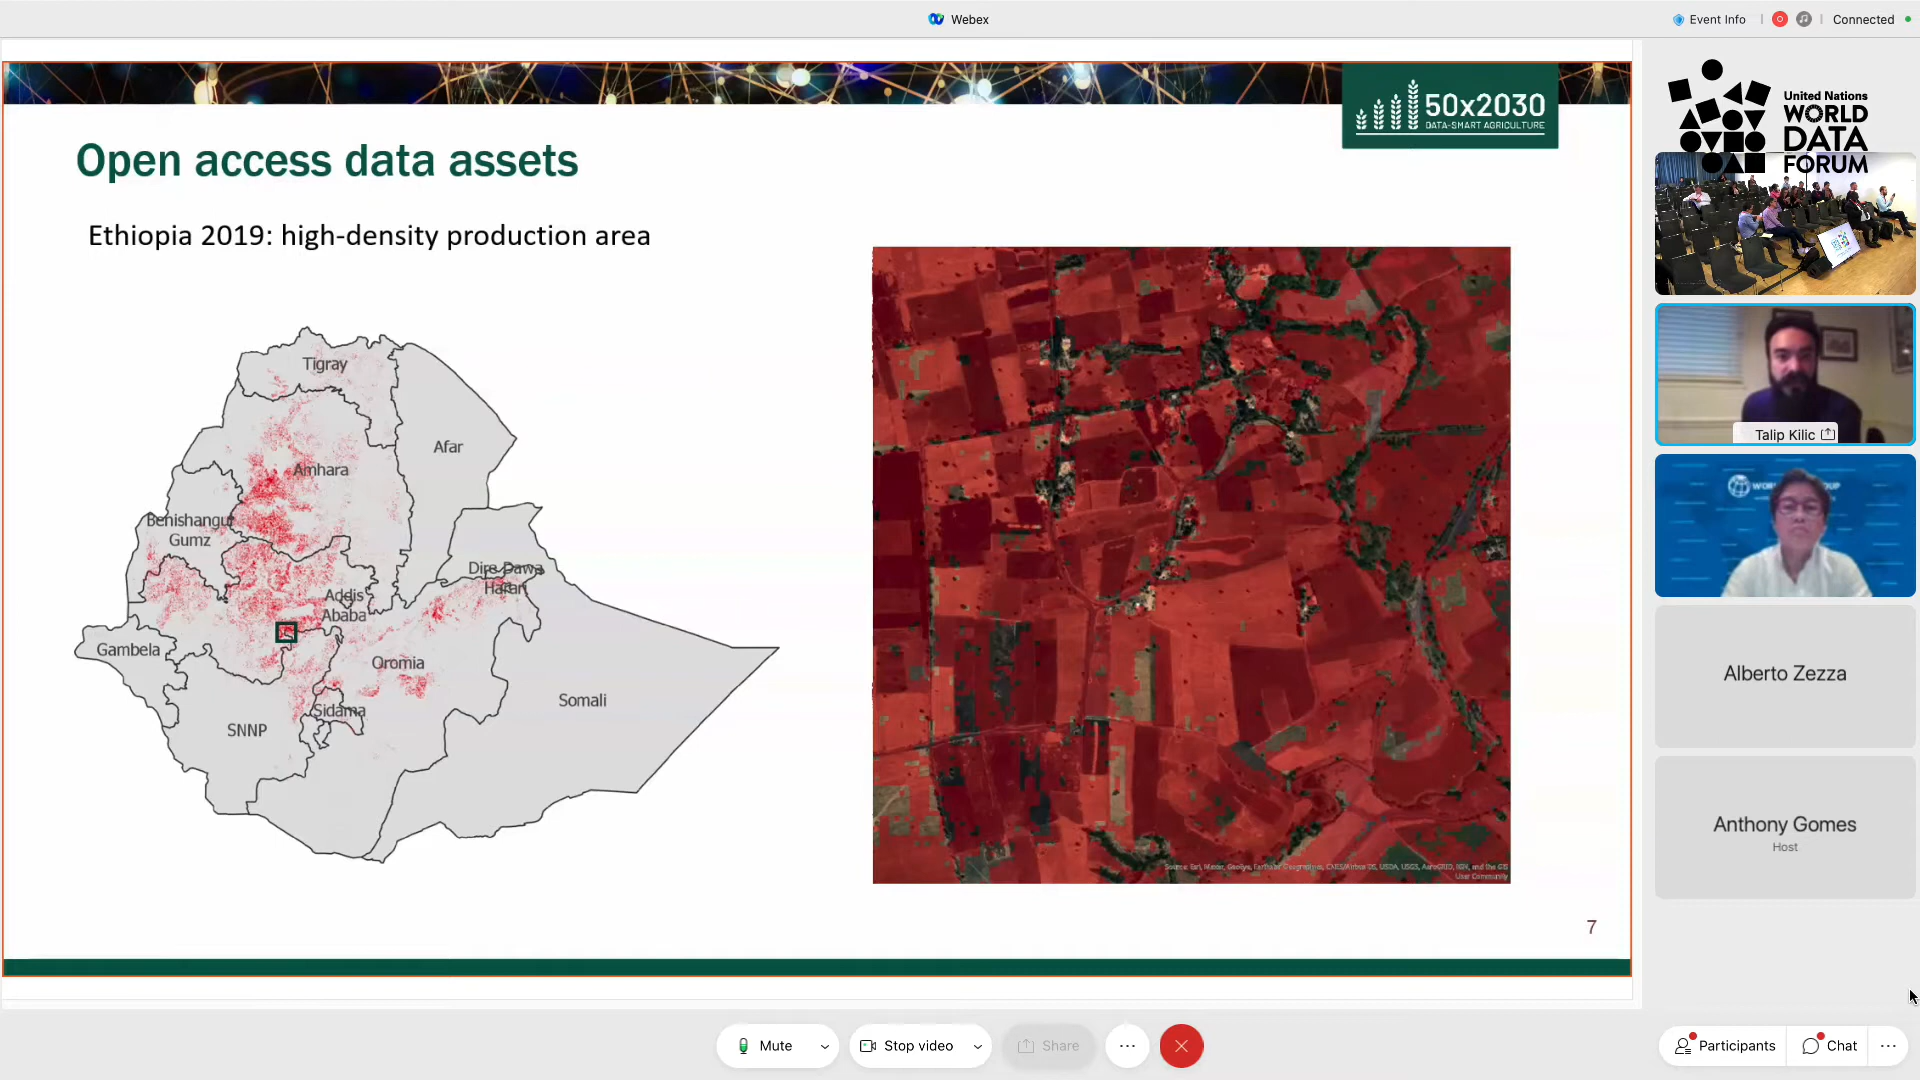 Webex
Event Info
Connected
50x2030
DATA-SMART AGRICULTURE
Open access data assets
Ethiopia 2019: high-density production area
Tigray
Afar
Amhara
Benishangul
Gumz
Dire Dawa
Harari
Addis
Ababa
Gambela
Oromia
Somali
Sidama
SNNP
User Community
7
United Nations
WORLD
DATA
FORUM
Talip Kilic
Alberto Zezza
Anthony Gomes
Host
Mute
Stop video
Share
Participants
Chat